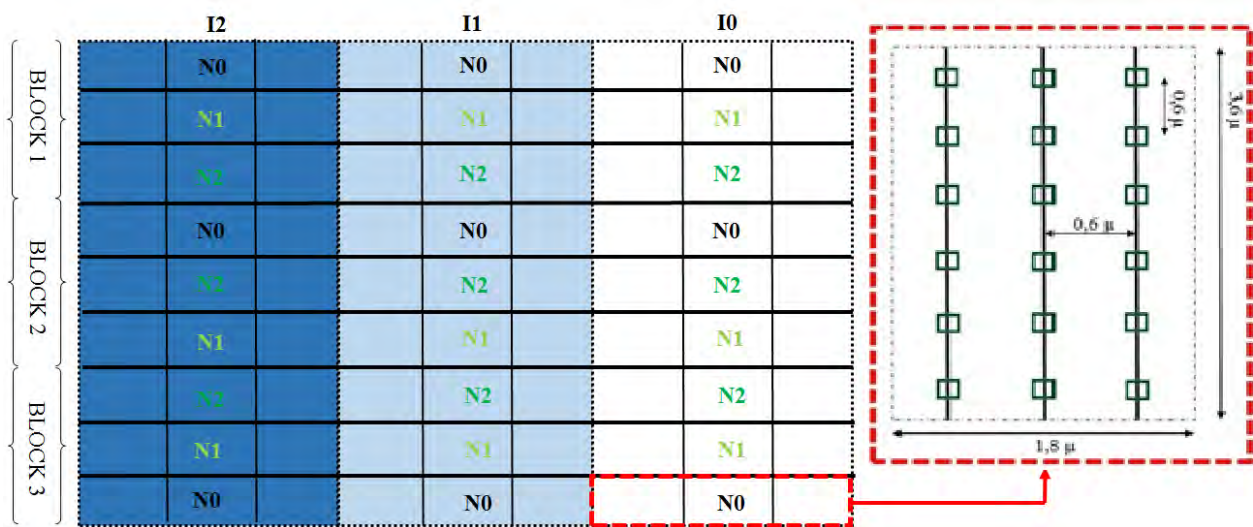 I2 I1 I0
BLOCK 1
N0 N0 N0
N1 N1 N1
N2 N2 N2
BLOCK 2
N0 N0 N0
N2 N2 N2
N1 N1 N1
BLOCK 3
N2 N2 N2
N1 N1 N1
N0 N0 N0
0,6 µ
3,6 µ
0,6 µ
1,8 µ